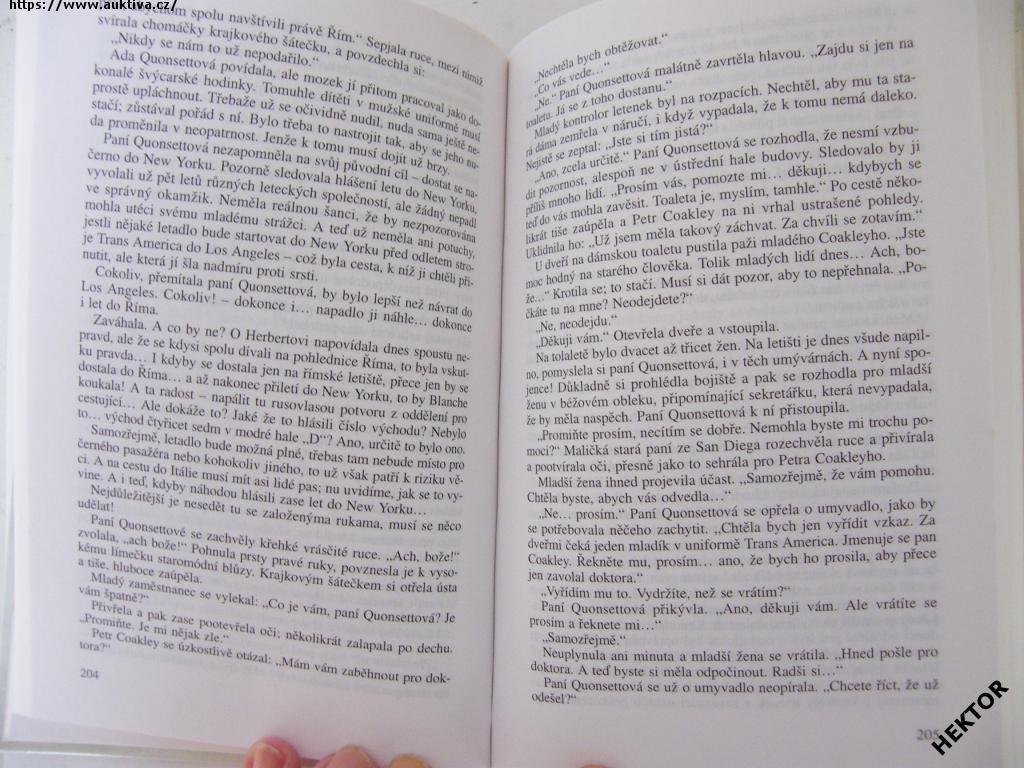 https://www.auktiva.cz/
spolu navštívili právě Řím.“ Sepjala ruce, mezi nimiž
svírala chomáčky krajkového šátečku, a povzdechla si:
„Nikdy se nám to už nepodařilo.“
Ada Quonsettová povídala, ale mozek jí přitom pracoval jako do-
konalé švýcarské hodinky. Tomuhle dítěti v mužské uniformě musí
prostě upláchnout. Třebaže už se očividně nudil, nuda sama ještě ne-
stačí; zůstával pořád s ní. Bylo třeba to nastrojit tak, aby se jeho nu-
da proměnila v neopatrnost. Jenže k tomu musí dojít už brzy.
Paní Quonsettová nezapomněla na svůj původní cíl – dostat se na-
černo do New Yorku. Pozorně sledovala hlášení letu do New Yorku,
vyvolali už pět letů různých leteckých společností, ale žádný nepadl
ve správný okamžik. Neměla reálnou šanci, že by nezpozorována
mohla utéci svému mladému strážci. A teď už neměla ani potuchy,
jestli nějaké letadlo bude startovat do New Yorku před odletem stro-
je Trans America do Los Angeles – což byla cesta, k níž ji chtěli při-
nutit, ale která jí šla nadmíru proti srsti.
Cokoliv, přemítala paní Quonsettová, by bylo lepší než návrat do
Los Angeles. Cokoliv! – dokonce i… napadlo ji náhle… dokonce
i let do Říma.
Zaváhala. A co by ne? O Herbertovi napovídala dnes spoustu ne-
pravd, ale že se kdysi spolu dívali na pohlednice Říma, to byla vskut-
ku pravda… I kdyby se dostala jen na římské letiště, přece jen by se
dostala do Říma… a až nakonec přiletí do New Yorku, to by Blanche
koukala! A ta radost – napálit tu rusovlasou potvoru z oddělení pro
cestující… Ale dokáže to? Jaké že to hlásili číslo východu? Nebylo
to… východ čtyřicet sedm v modré hale „D“? Ano, určitě to bylo ono.
Samozřejmě, letadlo bude možná plné, třebas tam nebude místo pro
černého pasažéra nebo kohokoliv jiného, to už však patří k riziku vě-
ci. A na cestu do Itálie musí mít asi lidé pas; nu uvidíme, jak se to vy-
vine. A i teď, kdyby náhodou hlásili zase let do New Yorku…
Nejdůležitější je nesedět tu se založenýma rukama, musí se něco
udělat!
Paní Quonsettové se zachvěly křehké vrásčité ruce. „Ach, bože!“
zvolala, „ach bože!“ Pohnula prsty pravé ruky, povznesla je k vyso-
kému límečku staromódní blůzy. Krajkovým šátečkem si otřela ústa
a tiše, hluboce zaúpěla.
Mladý zaměstnanec se vylekal: „Co je vám, paní Quonsettová? Je
vám špatně?“
Přivřela a pak zase pootevřela oči; několikrát zalapala po dechu.
„Promiňte. Je mi nějak zle.“
Petr Coakley se úzkostlivě otázal: „Mám vám zaběhnout pro dok-
tora?“
204
„Nechtěla bych obtěžovat.“
„Co vás vede…“
„Ne.“ Paní Quonsettová malátně zavrtěla hlavou. „Zajdu si jen na
toaletu. Já se z toho dostanu.“
Mladý kontrolor letenek byl na rozpacích. Nechtěl, aby mu ta sta-
rá dáma zemřela v náručí, i když vypadala, že k tomu nemá daleko.
Nejistě se zeptal: „Jste si tím jistá?“
„Ano, zcela určitě.“ Paní Quonsettová se rozhodla, že nesmí vzbu-
dit pozornost, alespoň ne v ústřední hale budovy. Sledovalo by ji
příliš mnoho lidí. „Prosím vás, pomozte mi… děkuji… kdybych se
teď do vás mohla zavěsit. Toaleta je, myslím, tamhle.“ Po cestě něko-
likrát tiše zaúpěla a Petr Coakley na ni vrhal ustrašené pohledy.
Uklidnila ho: „Už jsem měla takový záchvat. Za chvíli se zotavím.“
U dveří na dámskou toaletu pustila paži mladého Coakleyho. „Jste
moc hodný na starého člověka. Tolik mladých lidí dnes… Ach, bo-
že…“ Krotila se; to stačí. Musí si dát pozor, aby to nepřehnala. „Po-
čkáte tu na mne? Neodejdete?“
„Ne, neodejdu.“
„Děkuji vám.“ Otevřela dveře a vstoupila.
Na tolaletě bylo dvacet až třicet žen. Na letišti je dnes všude napil-
no, pomyslela si paní Quonsettová, i v těch umývárnách. A nyní spo-
jence! Důkladně si prohlédla bojiště a pak se rozhodla pro mladší
ženu v béžovém obleku, připomínající sekretářku, která nevypadala,
že by měla naspěch. Paní Quonsettová k ní přistoupila.
„Promiňte prosím, necítím se dobře. Nemohla byste mi trochu po-
moci?“ Maličká stará paní ze San Diega rozechvěla ruce a přivírala
a pootvírala oči, přesně jako to sehrála pro Petra Coakleyho.
Mladší žena ihned projevila účast. „Samozřejmě, že vám pomohu.
Chtěla byste, abych vás odvedla…“
„Ne… prosím.“ Paní Quonsettová se opřela o umyvadlo, jako by
se potřebovala něčeho zachytit. „Chtěla bych jen vyřídit vzkaz. Za
dveřmi čeká jeden mladík v uniformě Trans America. Jmenuje se pan
Coakley. Řekněte mu, prosím… ano, že bych ho prosila, aby přece
jen zavolal doktora.“
„Vyřídím mu to. Vydržíte, než se vrátím?“
Paní Quonsettová přikývla. „Ano, děkuji vám. Ale vrátíte se
prosím a řeknete mi…“
„Samozřejmě.“
Neuplynula ani minuta a mladší žena se vrátila. „Hned pošle pro
doktora. A teď byste si měla odpočinout. Radši si…“
Paní Quonsettová se už o umyvadlo neopírala. „Chcete říct, že už
odešel?“
205
HEKTOR